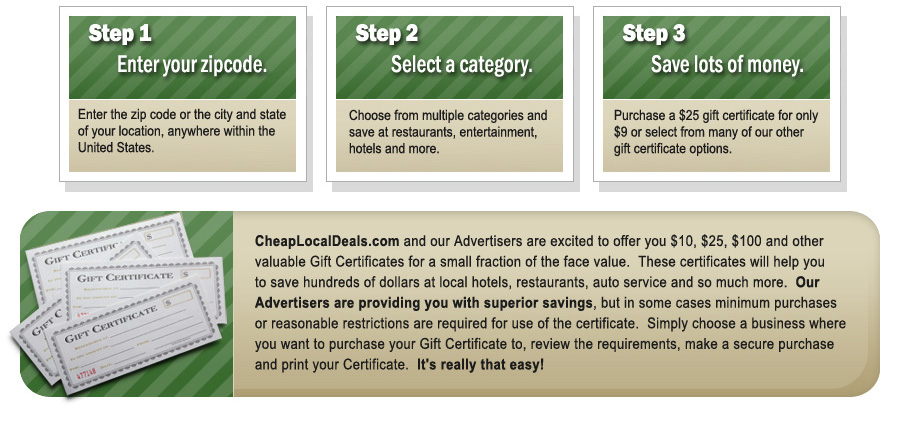 Step 1
Enter your zipcode.
Enter the zip code or the city and state
of your location, anywhere within the
United States.
Step 2
Select a category.
Choose from multiple categories and
save at restaurants, entertainment,
hotels and more.
Step 3
Save lots of money.
Purchase a $25 gift certificate for only
$9 or select from many of our other
gift certificate options.
GIFT CERTIFICATE
$
GIFT CERTIFICATE
$
GIFT CERTIFICATE
$
477148
CheapLocalDeals.com and our Advertisers are excited to offer you $10, $25, $100 and other
valuable Gift Certificates for a small fraction of the face value.  These certificates will help you
to save hundreds of dollars at local hotels, restaurants, auto service and so much more.  Our
Advertisers are providing you with superior savings, but in some cases minimum purchases
or reasonable restrictions are required for use of the certificate.  Simply choose a business where
you want to purchase your Gift Certificate to, review the requirements, make a secure purchase
and print your Certificate.  It's really that easy!